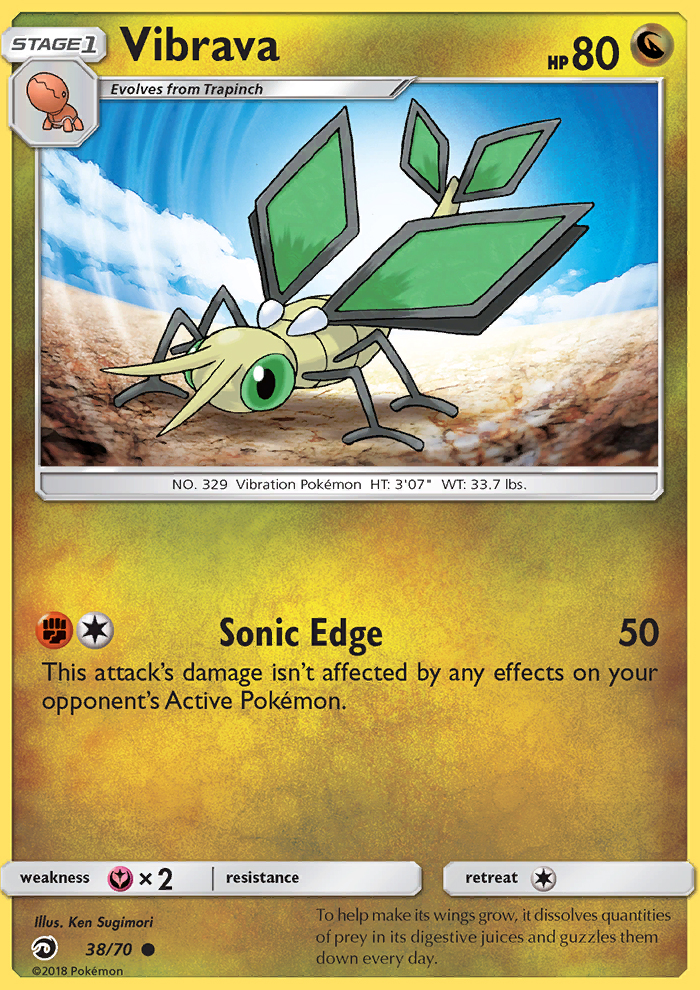 STAGE1 Vibrava HP80
Evolves from Trapinch
NO. 329 Vibration Pokémon HT: 3'07" WT: 33.7 lbs.
Sonic Edge 50
This attack's damage isn't affected by any effects on your
opponent's Active Pokémon.
weakness ×2 resistance retreat
Illus. Ken Sugimori
38/70
©2018 Pokémon
To help make its wings grow, it dissolves quantities
of prey in its digestive juices and guzzles them
down every day.